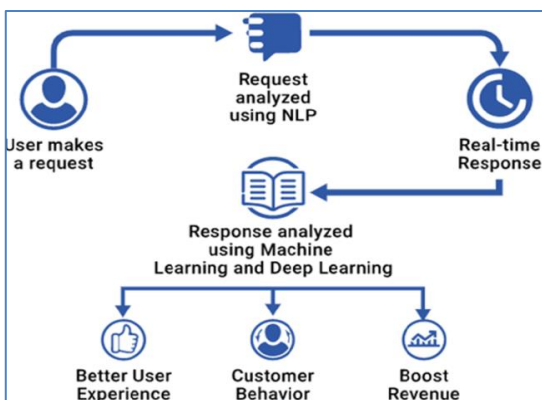 Request
analyzed
using NLP
User makes
a request
Real-time
Response
Response analyzed
using Machine
Learning and Deep Learning
Better User
Experience
Customer
Behavior
Boost
Revenue